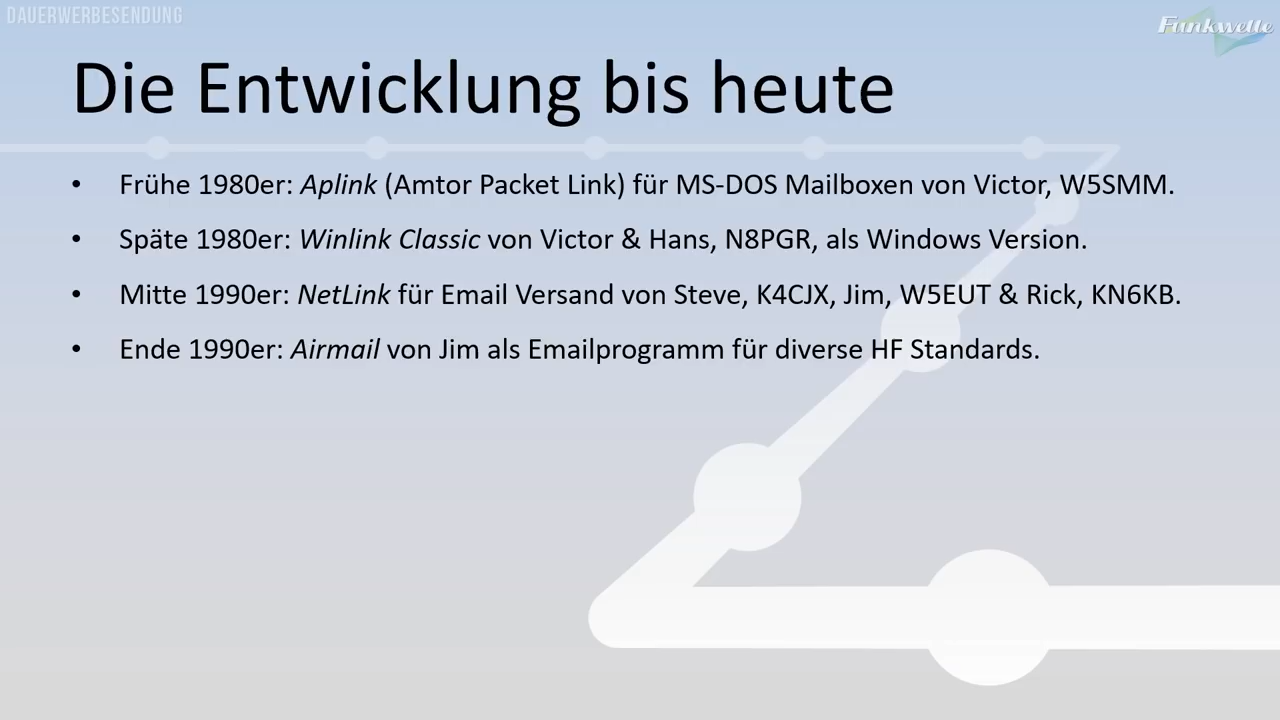 DAUERWERBESENDUNG
Funkwelle
Die Entwicklung bis heute
• Frühe 1980er: Aplink (Amtor Packet Link) für MS-DOS Mailboxen von Victor, W5SMM.
• Späte 1980er: Winlink Classic von Victor & Hans, N8PGR, als Windows Version.
• Mitte 1990er: NetLink für Email Versand von Steve, K4CJX, Jim, W5EUT & Rick, KN6KB.
• Ende 1990er: Airmail von Jim als Emailprogramm für diverse HF Standards.